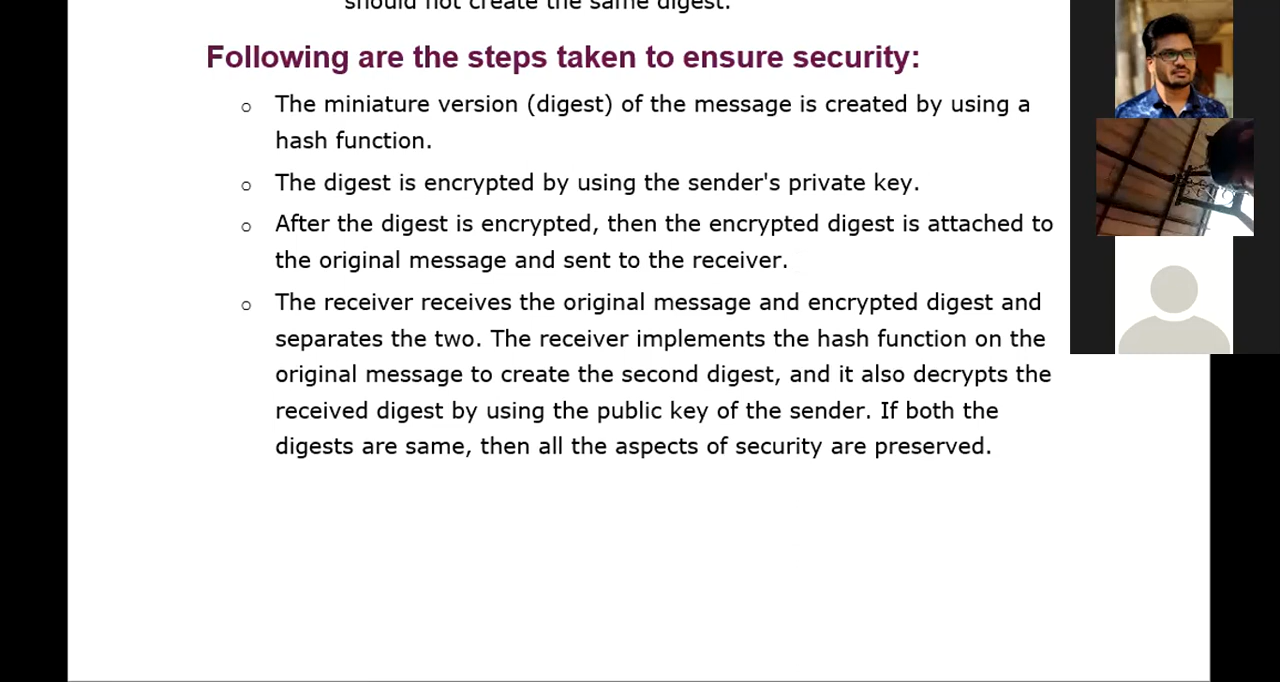 should not create the same digest.
Following are the steps taken to ensure security:
o The miniature version (digest) of the message is created by using a
hash function.
o The digest is encrypted by using the sender's private key.
o After the digest is encrypted, then the encrypted digest is attached to
the original message and sent to the receiver.
o The receiver receives the original message and encrypted digest and
separates the two. The receiver implements the hash function on the
original message to create the second digest, and it also decrypts the
received digest by using the public key of the sender. If both the
digests are same, then all the aspects of security are preserved.